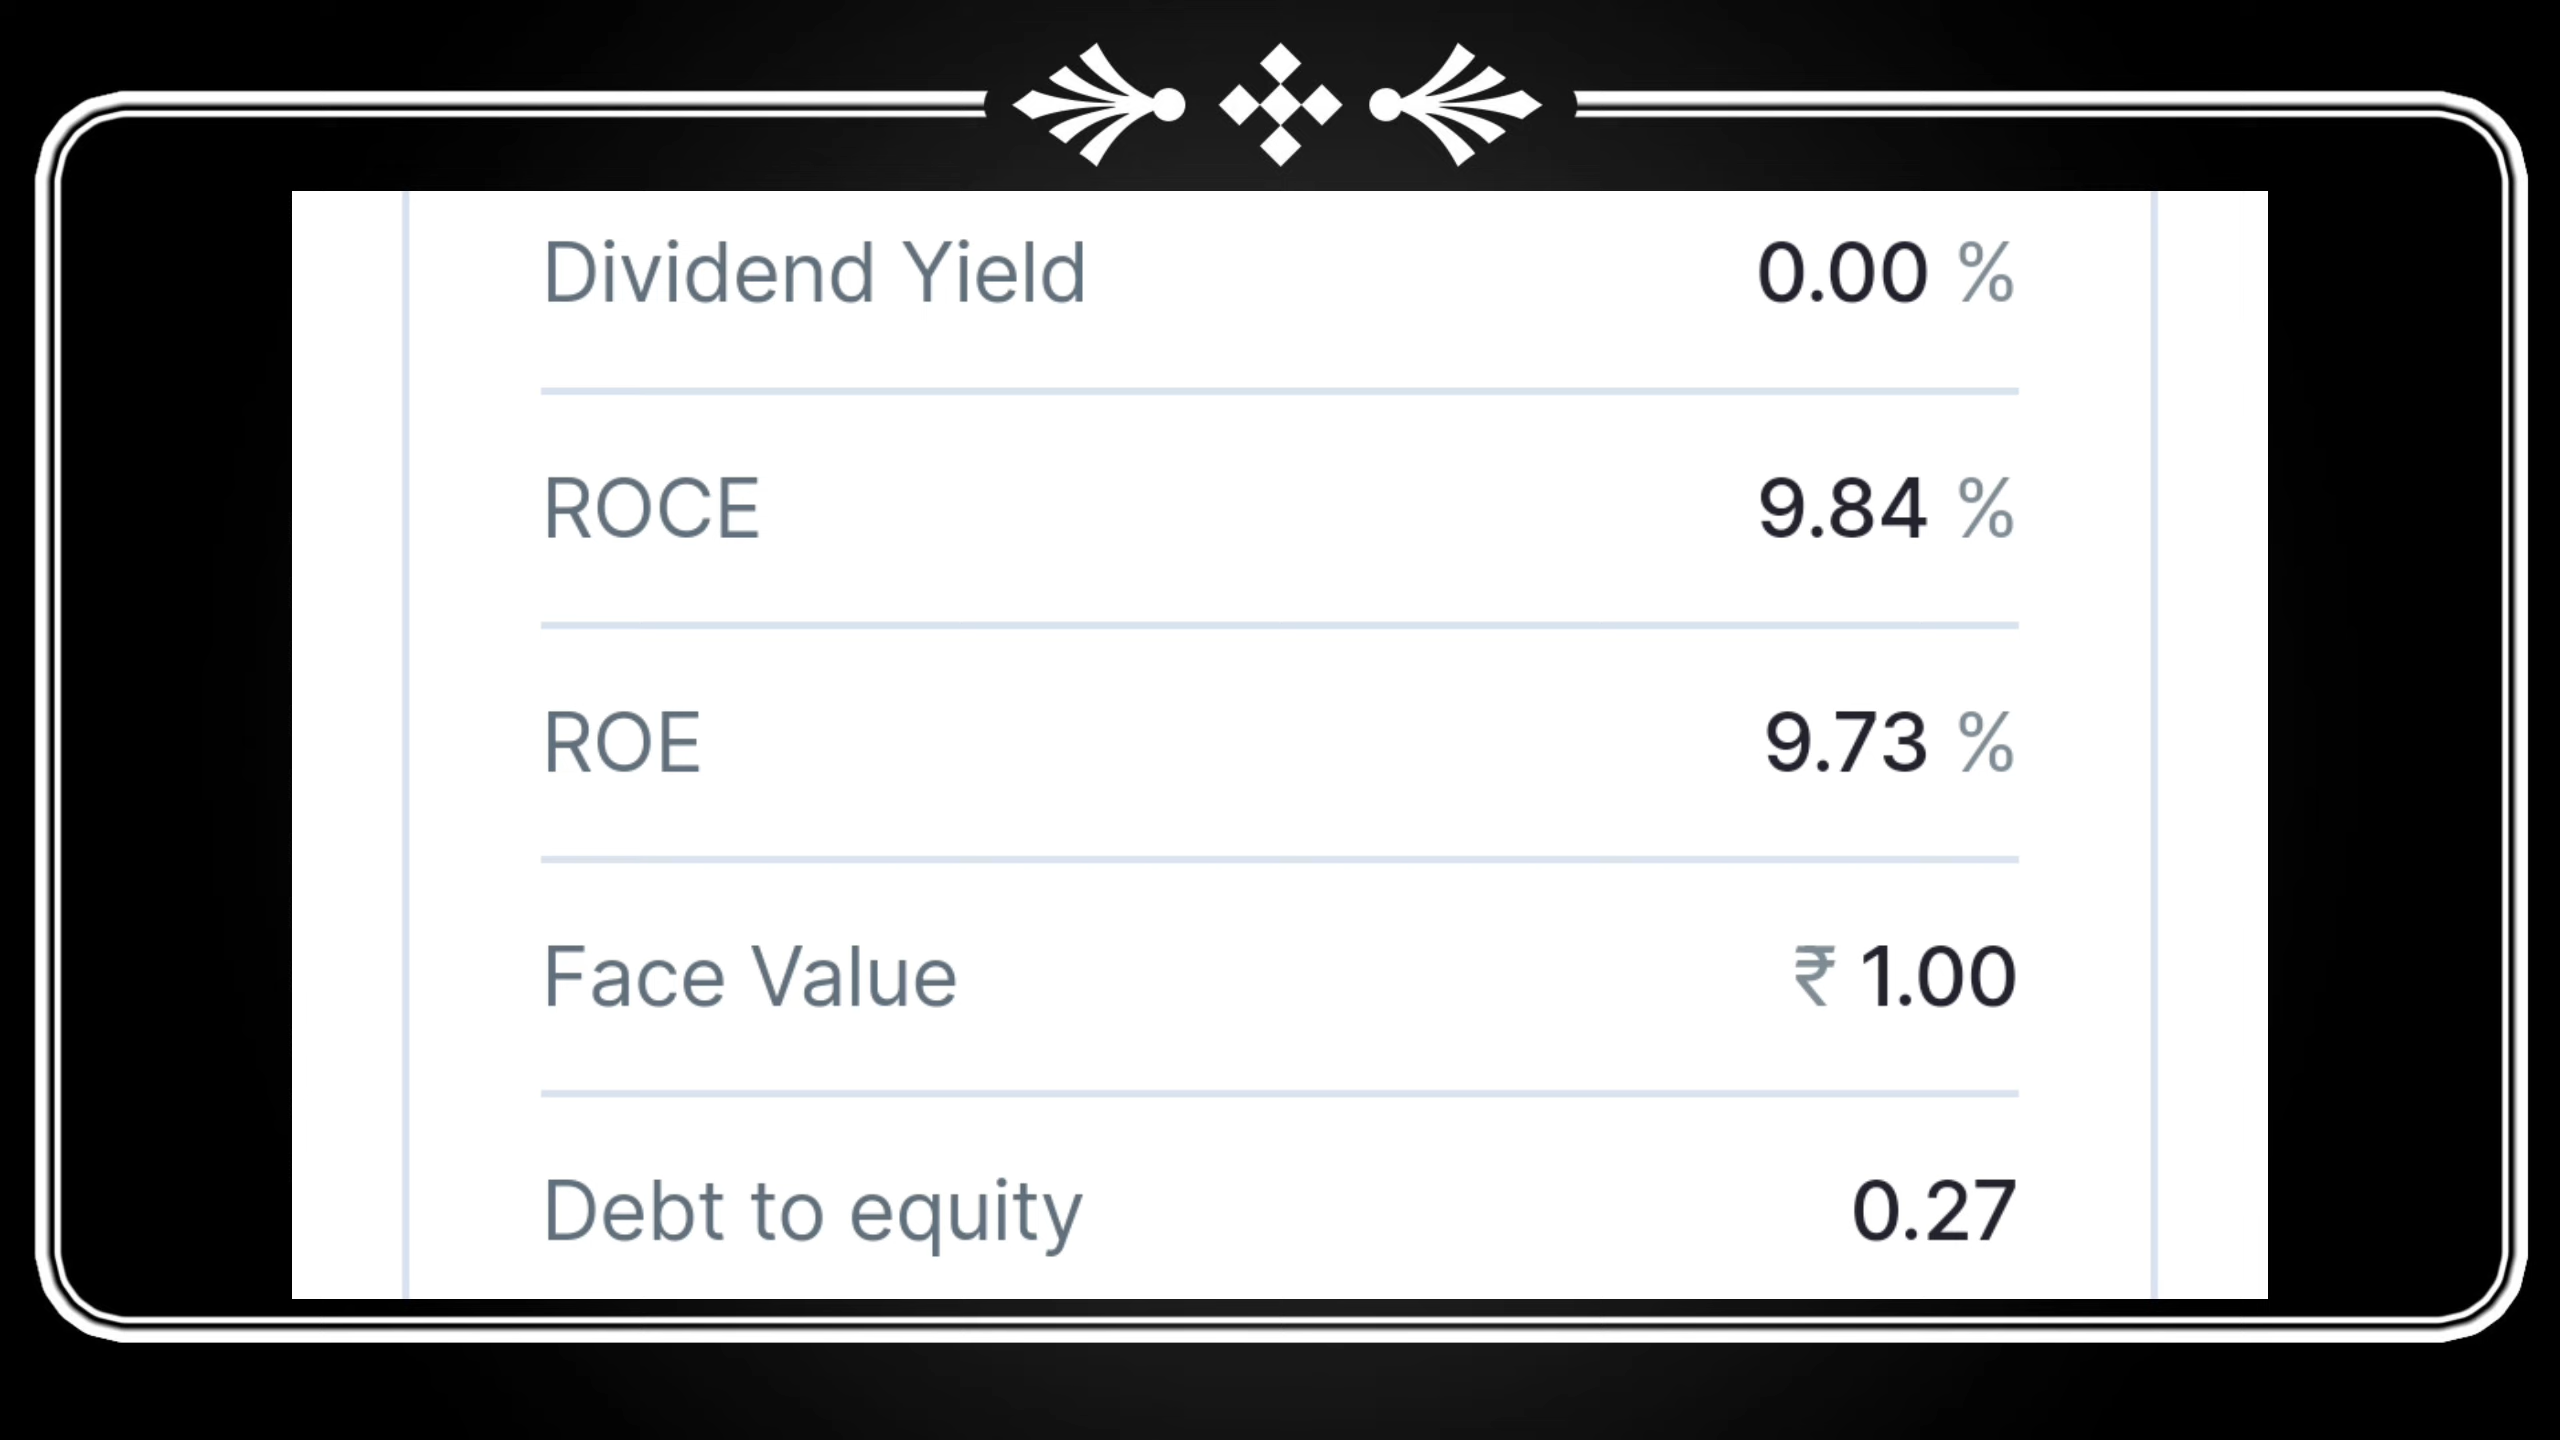 Dividend Yield 0.00 %
ROCE 9.84 %
ROE 9.73 %
Face Value ₹ 1.00
Debt to equity 0.27